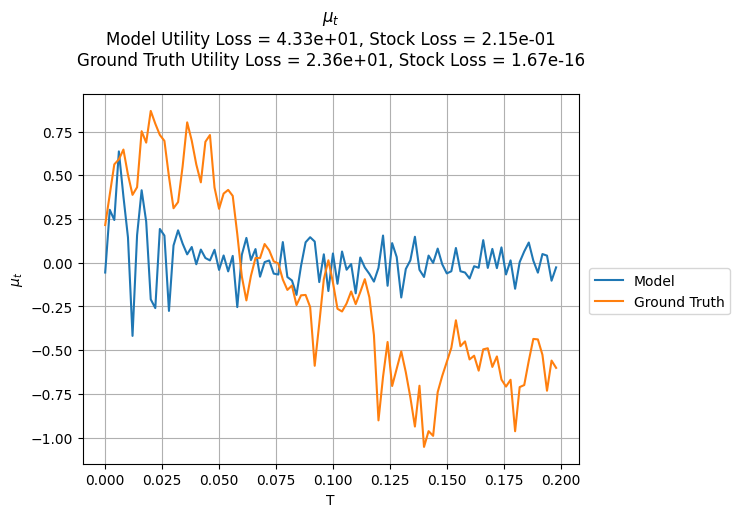 μt
Model Utility Loss = 4.33e+01, Stock Loss = 2.15e-01
Ground Truth Utility Loss = 2.36e+01, Stock Loss = 1.67e-16
0.75
0.50
0.25
0.00
−0.25
−0.50
−0.75
−1.00
μt
0.000 0.025 0.050 0.075 0.100 0.125 0.150 0.175 0.200
T
Model
Ground Truth